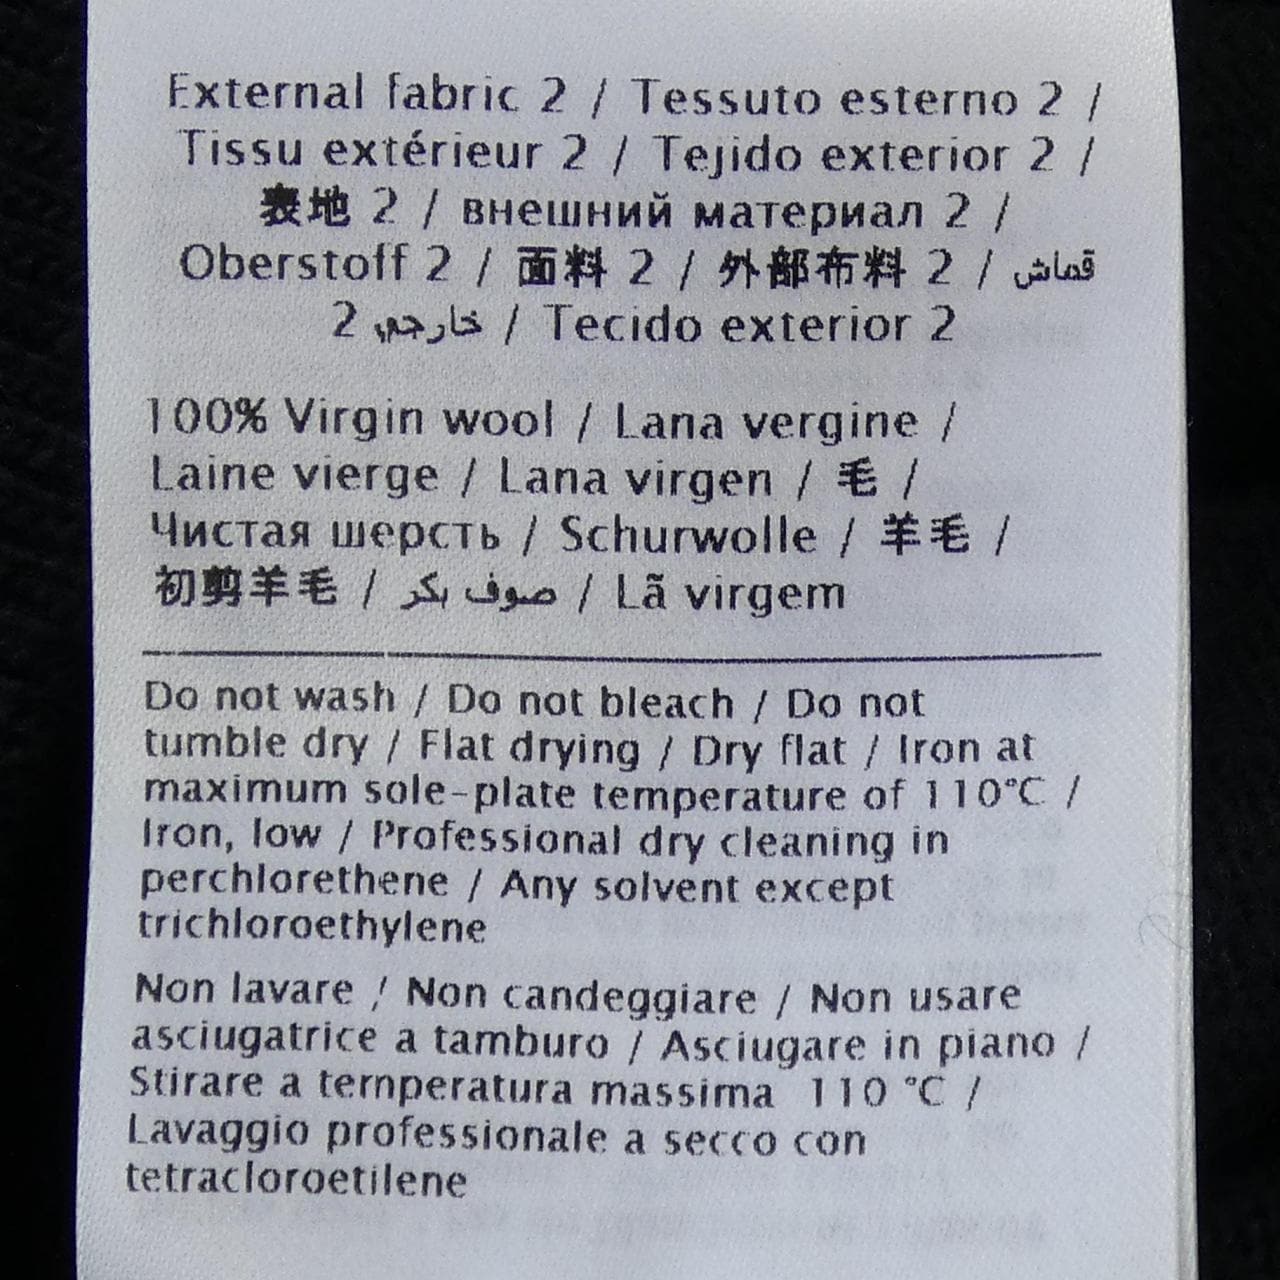 External fabric 2 / Tessuto esterno 2 /
Tissu extérieur 2 / Tejido exterior 2 /
表地 2 / внешний материал 2 /
Oberstoff 2 / 面料 2 / 外部布料 2 / قماش
خارجي 2 / Tecido exterior 2
100% Virgin wool / Lana vergine /
Laine vierge / Lana virgen / 毛 /
Чистая шерсть / Schurwolle / 羊毛 /
初剪羊毛 / صوف بكر / Lã virgem
Do not wash / Do not bleach / Do not
tumble dry / Flat drying / Dry flat / Iron at
maximum sole-plate temperature of 110°C /
Iron, low / Professional dry cleaning in
perchlorethene / Any solvent except
trichloroethylene
Non lavare / Non candeggiare / Non usare
asciugatrice a tamburo / Asciugare in piano /
Stirare a temperatura massima 110 °C /
Lavaggio professionale a secco con
tetracloroetilene